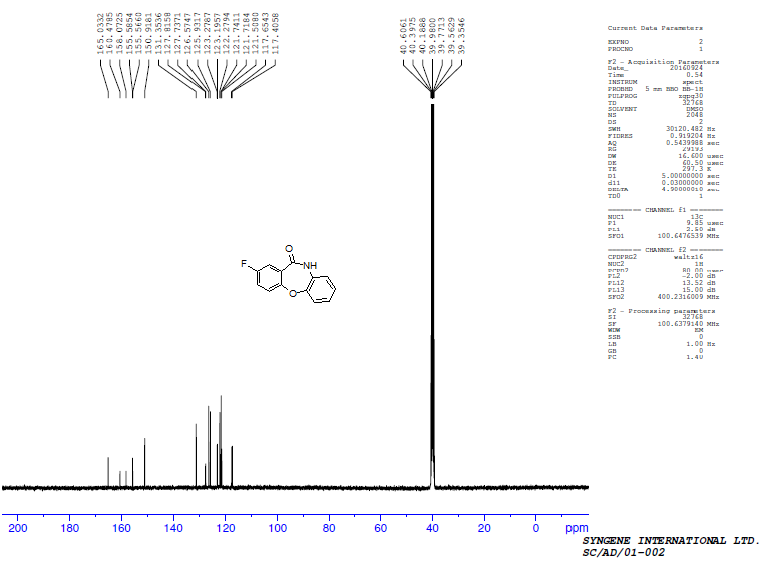 165.0332
160.4785
158.0725
155.5854
155.5660
150.9181
131.3536
127.8158
127.7371
126.5747
125.9317
123.2787
123.1957
122.2794
121.7411
121.7184
121.5080
117.6543
117.4058
40.6061
40.3975
40.1888
39.9800
39.7713
39.5629
39.3546
Current Data Parameters
EXPNO 2
PROCNO 1
F2 - Acquisition Parameters
Date_ 20160924
Time 0.54
INSTRUM spect
PROBHD 5 mm BBO BB-1H
PULPROG zgpg30
TD 32768
SOLVENT DMSO
NS 2048
DS 2
SWH 30120.482 Hz
FIDRES 0.919204 Hz
AQ 0.5439988 sec
RG 29193
DW 16.600 usec
DE 60.50 usec
TE 297.3 K
D1 5.00000000 sec
d11 0.03000000 sec
DELTA 4.90000010 sec
TD0 1
======== CHANNEL f1 ========
NUC1 13C
P1 9.85 usec
PL1 2.50 dB
SFO1 100.6476539 MHz
======== CHANNEL f2 ========
CPDPRG2 waltz16
NUC2 1H
PCPD2 80.00 usec
PL2 -2.00 dB
PL12 13.52 dB
PL13 15.00 dB
SFO2 400.2316009 MHz
F2 - Processing parameters
SI 32768
SF 100.6379140 MHz
WDW EM
SSB 0
LB 1.00 Hz
GB 0
PC 1.40
O
F
NH
O
200 180 160 140 120 100 80 60 40 20 0 ppm
SYNGENE INTERNATIONAL LTD.
SC/AD/01-002